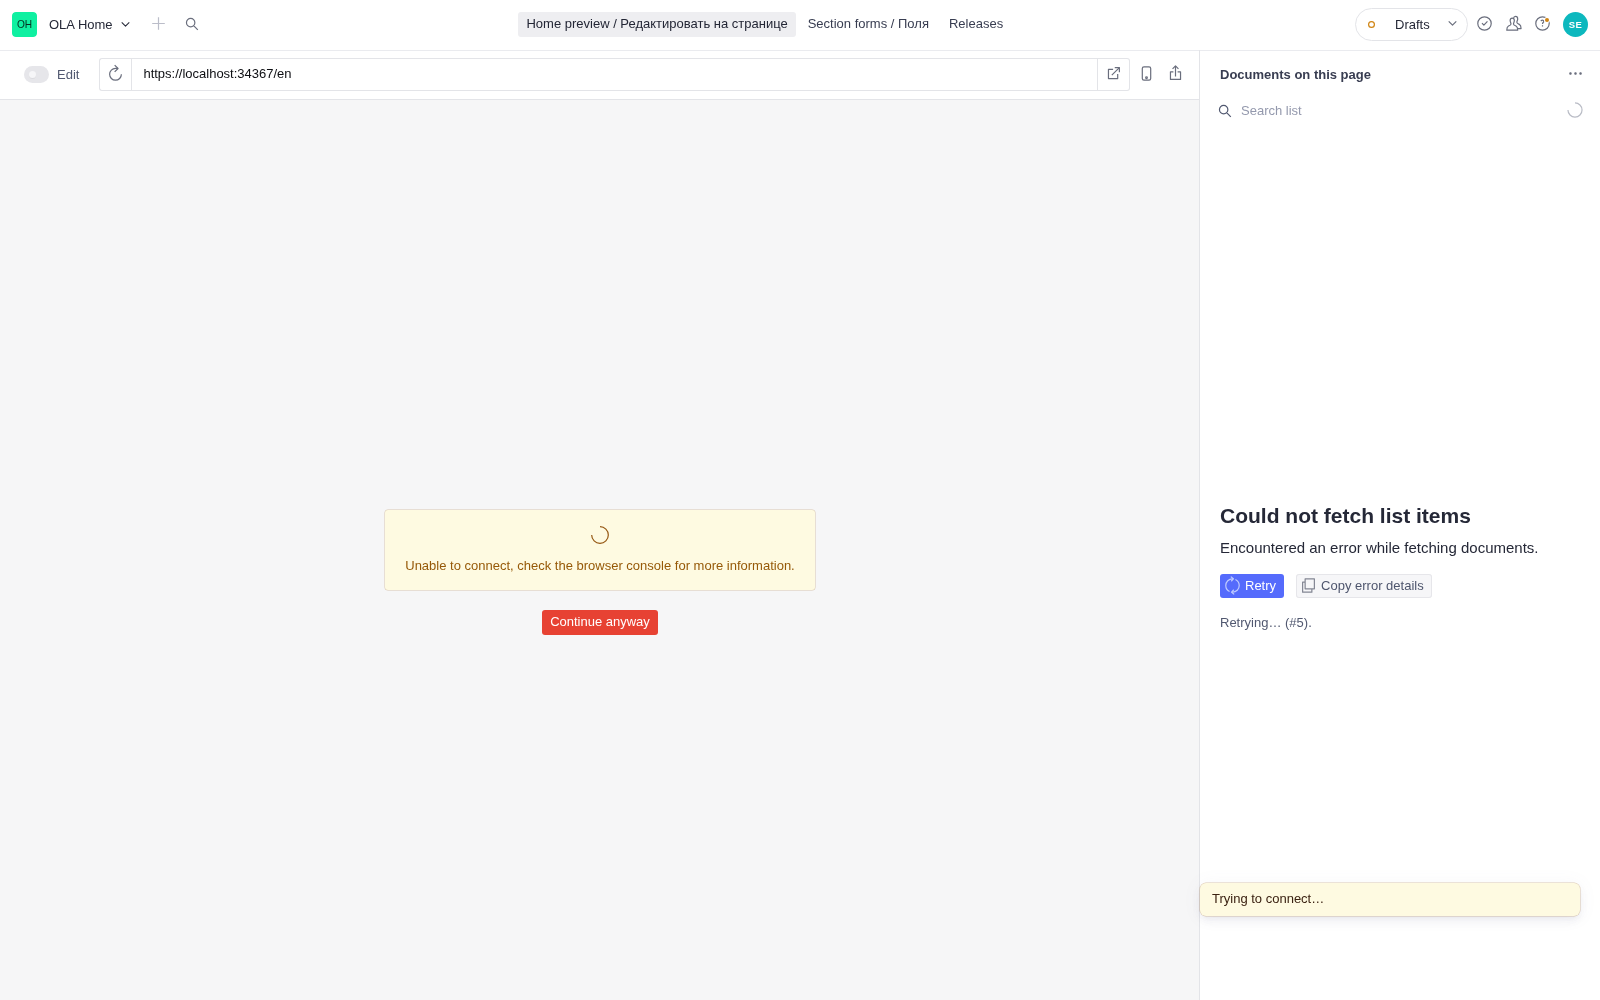 OH OLA Home
Home preview / Редактировать на странице Section forms / Поля Releases
Drafts
SE
Edit
https://localhost:34367/en
Documents on this page
Search list
Unable to connect, check the browser console for more information.
Continue anyway
Could not fetch list items
Encountered an error while fetching documents.
Retry Copy error details
Retrying… (#5).
Trying to connect…